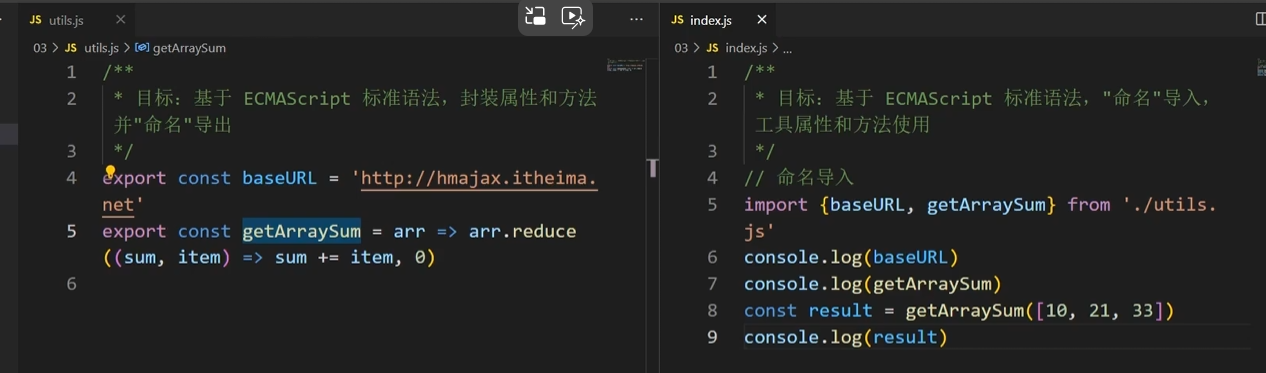 JS utils.js
03 > JS utils.js > getArraySum
1 /**
2 * 目标：基于 ECMAScript 标准语法，封装属性和方法
并"命名"导出
3 */
4 export const baseURL = 'http://hmajax.itheima.
net'
5 export const getArraySum = arr => arr.reduce
((sum, item) => sum += item, 0)
6
JS index.js
03 > JS index.js > ...
1 /**
2 * 目标：基于 ECMAScript 标准语法，"命名"导入，
工具属性和方法使用
3 */
4 // 命名导入
5 import {baseURL, getArraySum} from './utils.
js'
6 console.log(baseURL)
7 console.log(getArraySum)
8 const result = getArraySum([10, 21, 33])
9 console.log(result)